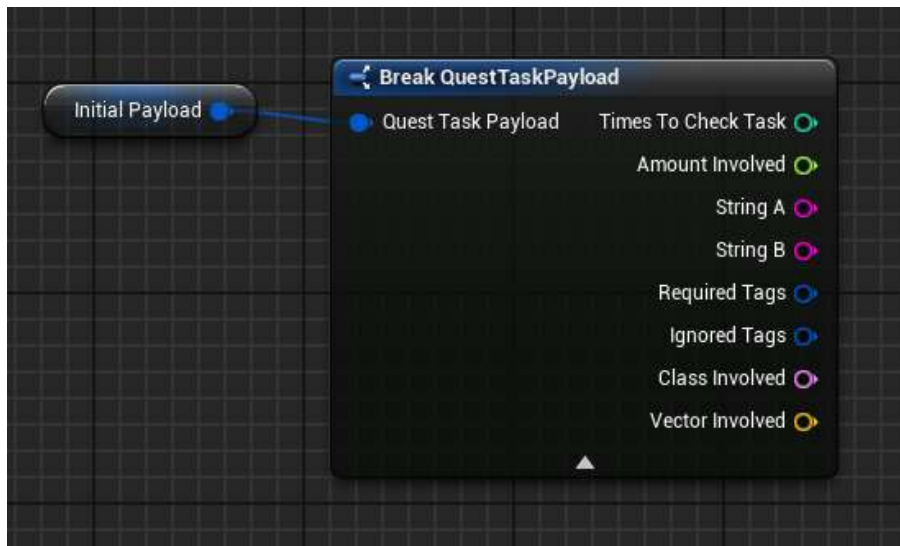 Break QuestTaskPayload
Initial Payload
Quest Task Payload
Times To Check Task
Amount Involved
String A
String B
Required Tags
Ignored Tags
Class Involved
Vector Involved